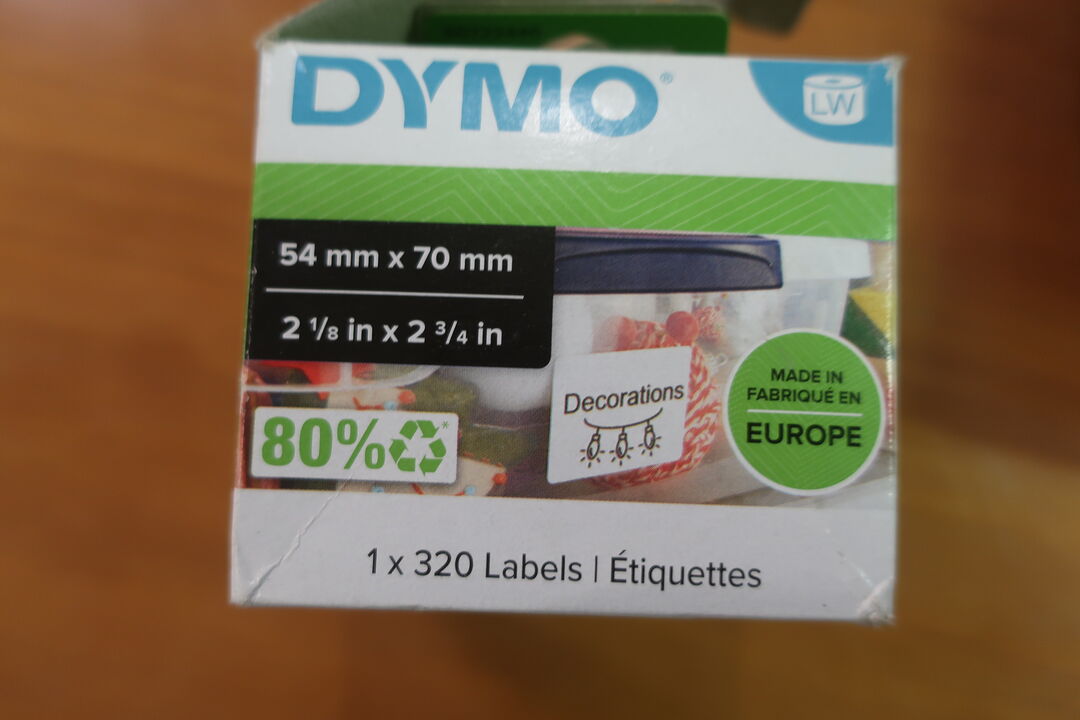 DYMO®
LW
54 mm x 70 mm
2 1/8 in x 2 3/4 in
Decorations
MADE IN
FABRIQUÉ EN
EUROPE
80%*
1 x 320 Labels | Étiquettes